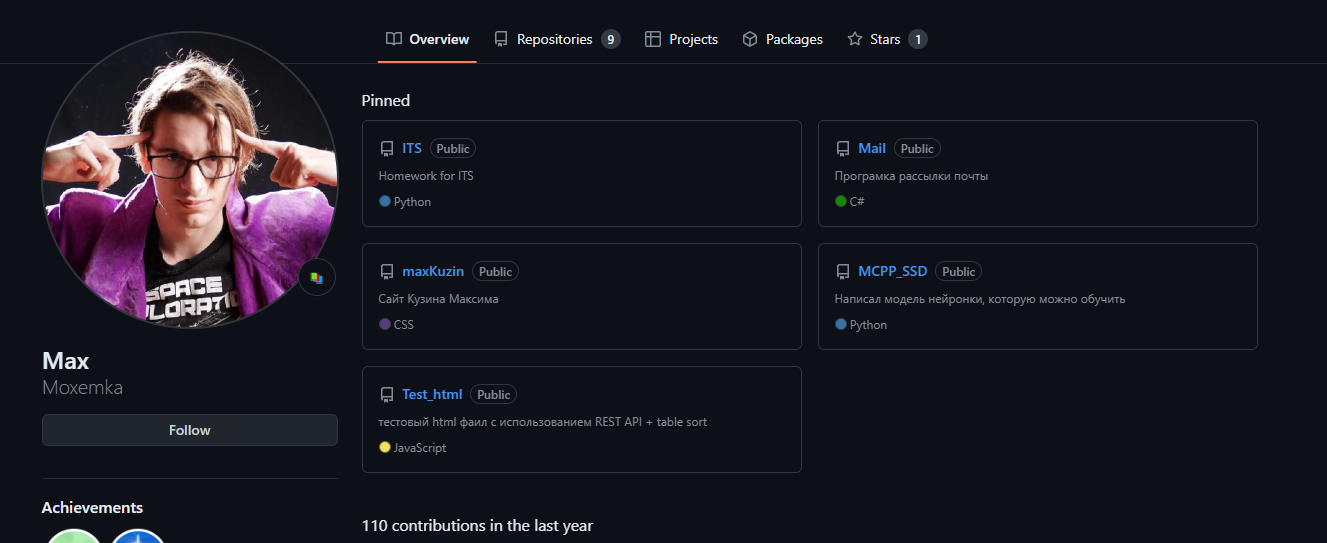 Overview
Repositories 9
Projects
Packages
Stars 1
SPACE
Max
Moxemka
Follow
Achievements
Pinned
ITS Public
Homework for ITS
Python
Mail Public
Програмка рассылки почты
C#
maxKuzin Public
Сайт Кузина Максима
CSS
MCPP_SSD Public
Написал модель нейронки, которую можно обучить
Python
Test_html Public
тестовый html фаил с использованием REST API + table sort
JavaScript
110 contributions in the last year